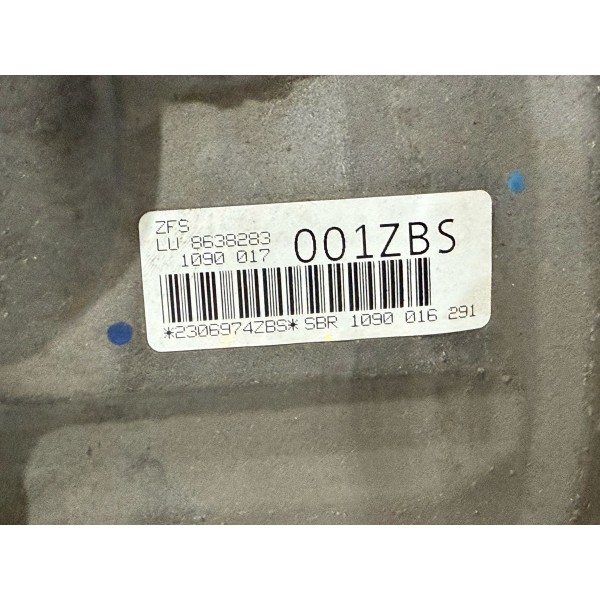 ZFS
LU 8638283
1090 017
001ZBS
*2306974ZBS* SBR 1090 016 291